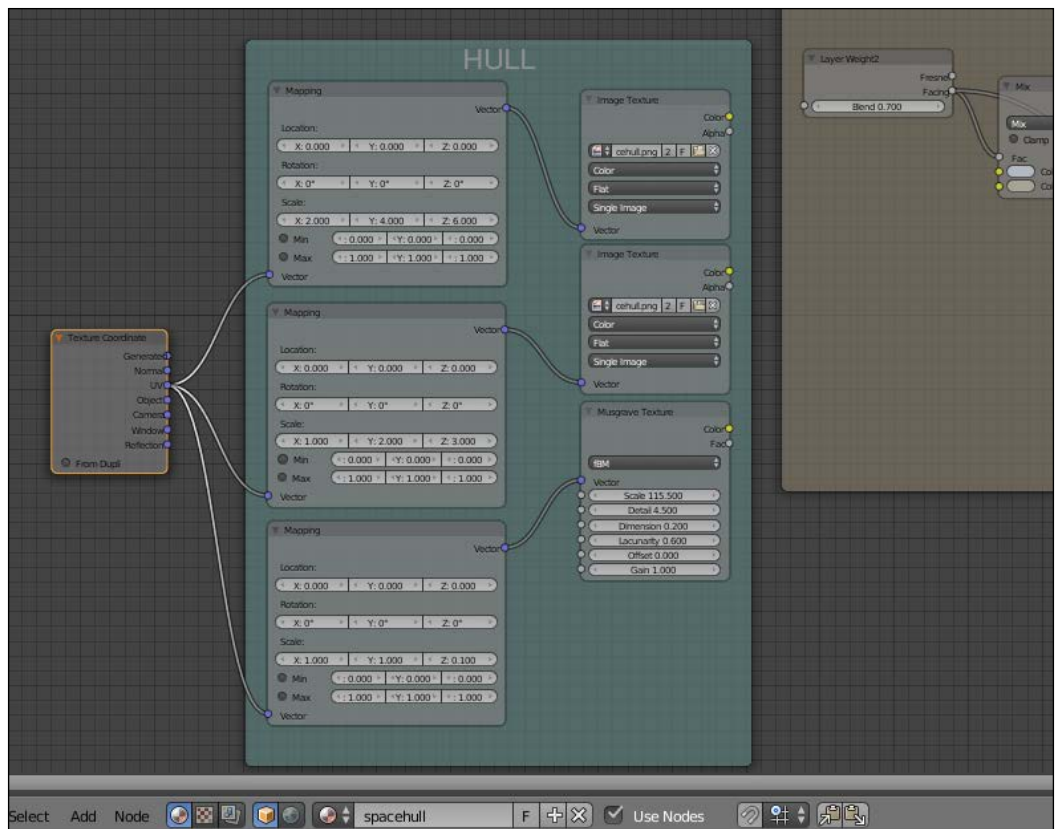 HULL
Texture Coordinate
Generated
Normal
UV
Object
Camera
Window
Reflection
From Dupli
Mapping
Vector
Location:
X: 0.000 Y: 0.000 Z: 0.000
Rotation:
X: 0° Y: 0° Z: 0°
Scale:
X: 2.000 Y: 4.000 Z: 6.000
Min : 0.000 Y: 0.000 : 0.000
Max : 1.000 Y: 1.000 : 1.000
Vector
Mapping
Vector
Location:
X: 0.000 Y: 0.000 Z: 0.000
Rotation:
X: 0° Y: 0° Z: 0°
Scale:
X: 1.000 Y: 2.000 Z: 3.000
Min : 0.000 Y: 0.000 : 0.000
Max : 1.000 Y: 1.000 : 1.000
Vector
Mapping
Vector
Location:
X: 0.000 Y: 0.000 Z: 0.000
Rotation:
X: 0° Y: 0° Z: 0°
Scale:
X: 1.000 Y: 1.000 Z: 0.100
Min : 0.000 Y: 0.000 : 0.000
Max : 1.000 Y: 1.000 : 1.000
Vector
Image Texture
Color
Alpha
cehull.png 2 F
Color
Flat
Single Image
Vector
Image Texture
Color
Alpha
cehull.png 2 F
Color
Flat
Single Image
Vector
Musgrave Texture
Color
Fac
fBM
Vector
Scale 115.500
Detail 4.500
Dimension 0.200
Lacunarity 0.600
Offset 0.000
Gain 1.000
Layer Weight2
Fresnel
Facing
Blend 0.700
Mix
Mix
Clamp
Fac
Co
Co
Select Add Node spacehull F Use Nodes